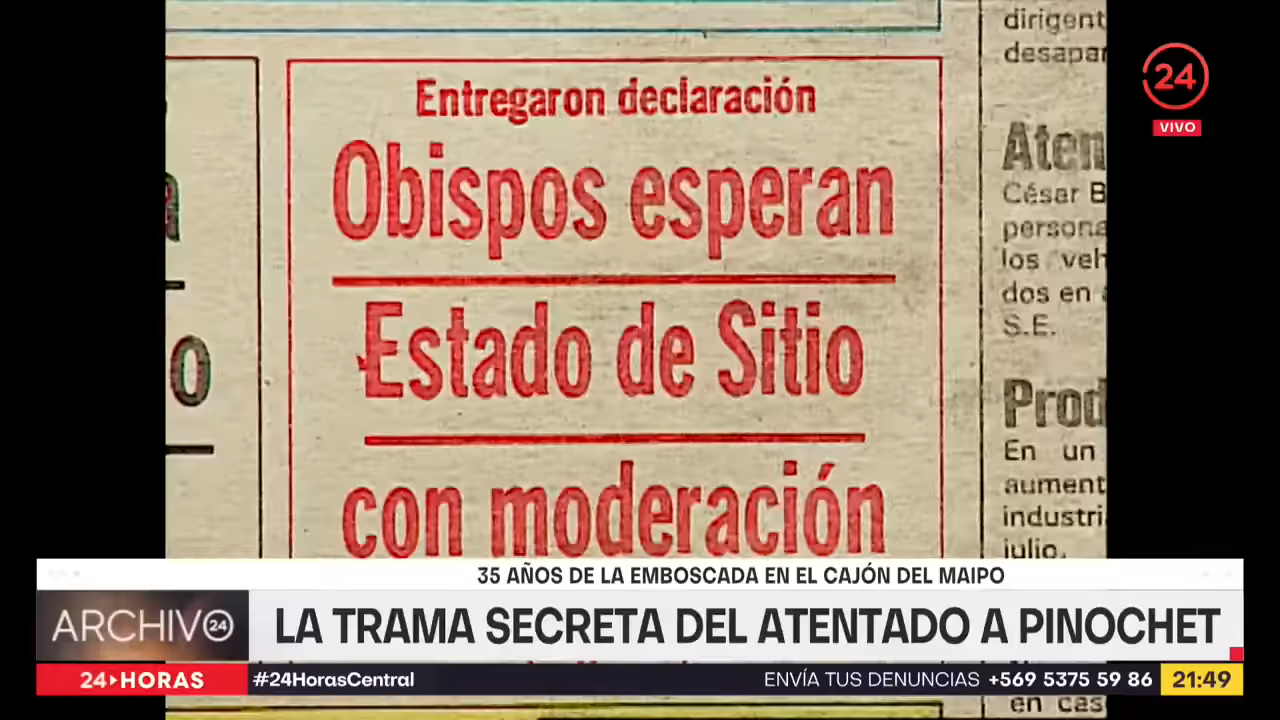 dirigent
desapar
24
VIVO
Entregaron declaración
Obispos esperan
Estado de Sitio
con moderación
Aten
César B
persona
los veh
dos en
S.E.
Prod
En un
aument
industri
julio.
35 AÑOS DE LA EMBOSCADA EN EL CAJÓN DEL MAIPO
ARCHIVO 24
LA TRAMA SECRETA DEL ATENTADO A PINOCHET
24 HORAS
#24HorasCentral
ENVÍA TUS DENUNCIAS +569 5375 59 86
21:49
en cas